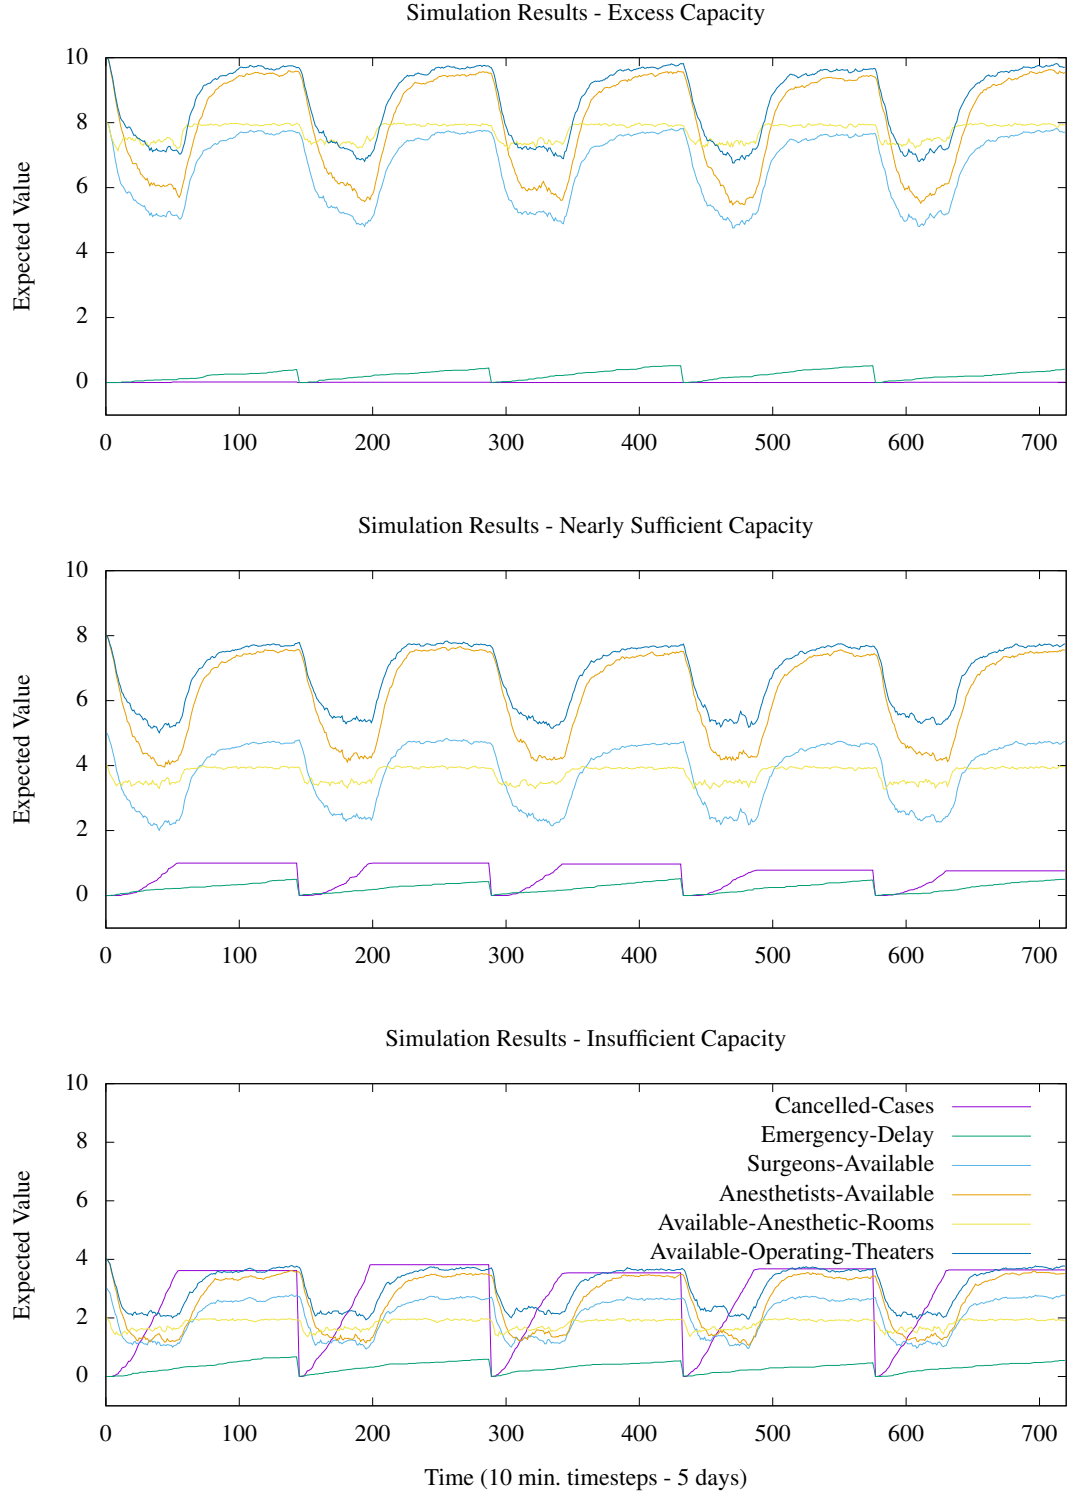 Simulation Results - Excess Capacity
10
8
6
4
2
0
Expected Value
0 100 200 300 400 500 600 700
Simulation Results - Nearly Sufficient Capacity
10
8
6
4
2
0
Expected Value
0 100 200 300 400 500 600 700
Simulation Results - Insufficient Capacity
10
8
6
4
2
0
Expected Value
Cancelled-Cases
Emergency-Delay
Surgeons-Available
Anesthetists-Available
Available-Anesthetic-Rooms
Available-Operating-Theaters
0 100 200 300 400 500 600 700
Time (10 min. timesteps - 5 days)